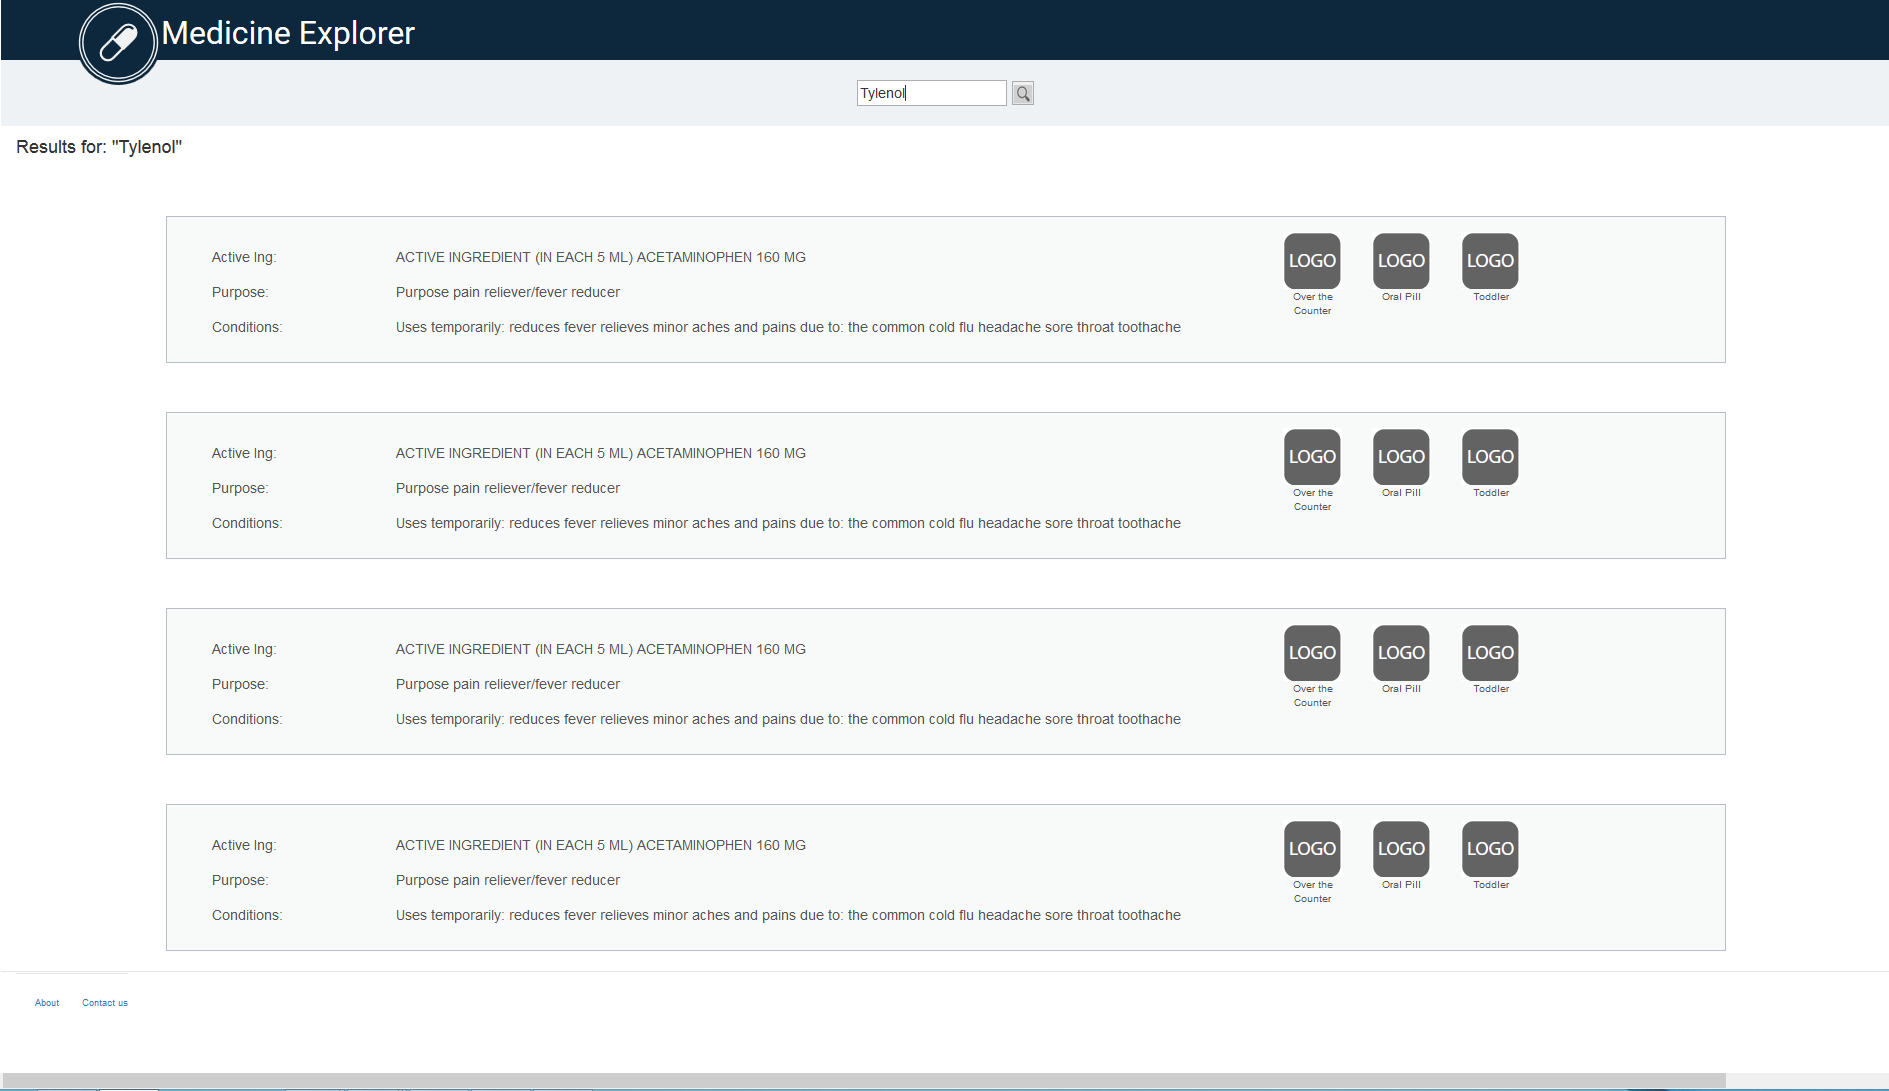 Medicine Explorer
Tylenol
Results for: "Tylenol"
Active Ing: ACTIVE INGREDIENT (IN EACH 5 ML) ACETAMINOPHEN 160 MG
Purpose: Purpose pain reliever/fever reducer
Conditions: Uses temporarily: reduces fever relieves minor aches and pains due to: the common cold flu headache sore throat toothache
LOGO LOGO LOGO
Over the Counter Oral Pill Toddler
Active Ing: ACTIVE INGREDIENT (IN EACH 5 ML) ACETAMINOPHEN 160 MG
Purpose: Purpose pain reliever/fever reducer
Conditions: Uses temporarily: reduces fever relieves minor aches and pains due to: the common cold flu headache sore throat toothache
LOGO LOGO LOGO
Over the Counter Oral Pill Toddler
Active Ing: ACTIVE INGREDIENT (IN EACH 5 ML) ACETAMINOPHEN 160 MG
Purpose: Purpose pain reliever/fever reducer
Conditions: Uses temporarily: reduces fever relieves minor aches and pains due to: the common cold flu headache sore throat toothache
LOGO LOGO LOGO
Over the Counter Oral Pill Toddler
Active Ing: ACTIVE INGREDIENT (IN EACH 5 ML) ACETAMINOPHEN 160 MG
Purpose: Purpose pain reliever/fever reducer
Conditions: Uses temporarily: reduces fever relieves minor aches and pains due to: the common cold flu headache sore throat toothache
LOGO LOGO LOGO
Over the Counter Oral Pill Toddler
About Contact us